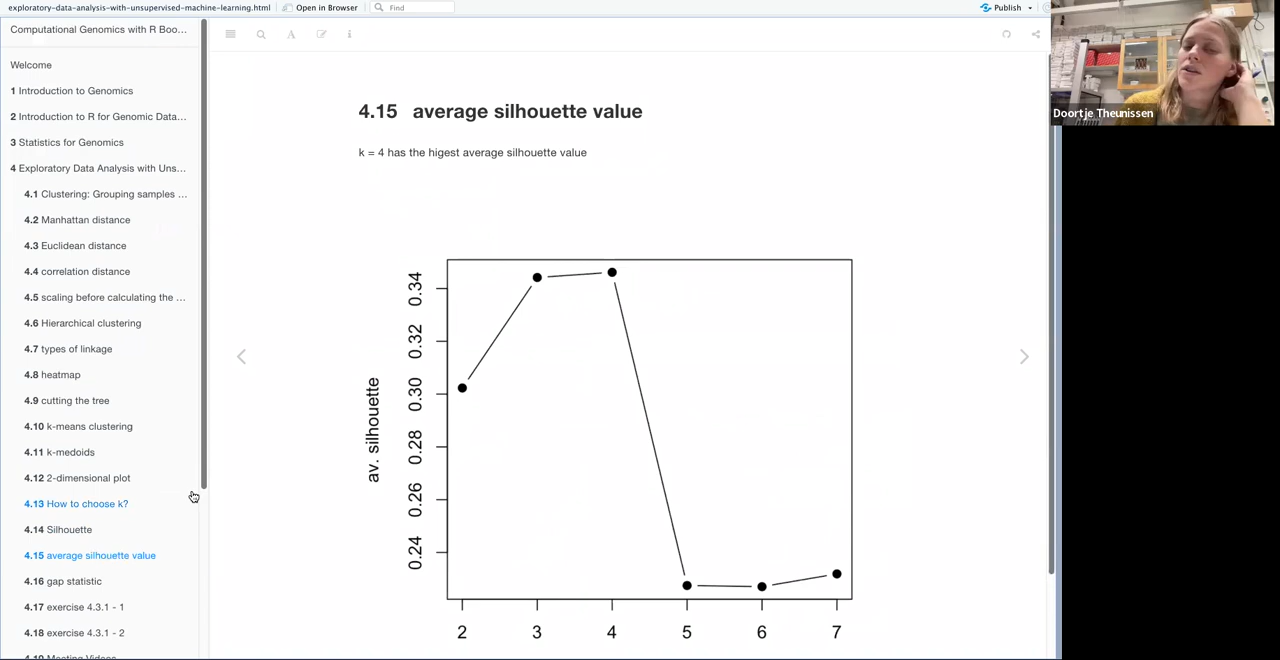 exploratory-data-analysis-with-unsupervised-machine-learning.html
Open in Browser
Find
Publish
Computational Genomics with R Boo...
Welcome
1 Introduction to Genomics
2 Introduction to R for Genomic Data...
3 Statistics for Genomics
4 Exploratory Data Analysis with Uns...
4.1 Clustering: Grouping samples ...
4.2 Manhattan distance
4.3 Euclidean distance
4.4 correlation distance
4.5 scaling before calculating the ...
4.6 Hierarchical clustering
4.7 types of linkage
4.8 heatmap
4.9 cutting the tree
4.10 k-means clustering
4.11 k-medoids
4.12 2-dimensional plot
4.13 How to choose k?
4.14 Silhouette
4.15 average silhouette value
4.16 gap statistic
4.17 exercise 4.3.1 - 1
4.18 exercise 4.3.1 - 2
4.19 Meeting Videos
4.15 average silhouette value
k = 4 has the higest average silhouette value
av. silhouette
0.34
0.32
0.30
0.28
0.26
0.24
2 3 4 5 6 7
Doortje Theunissen